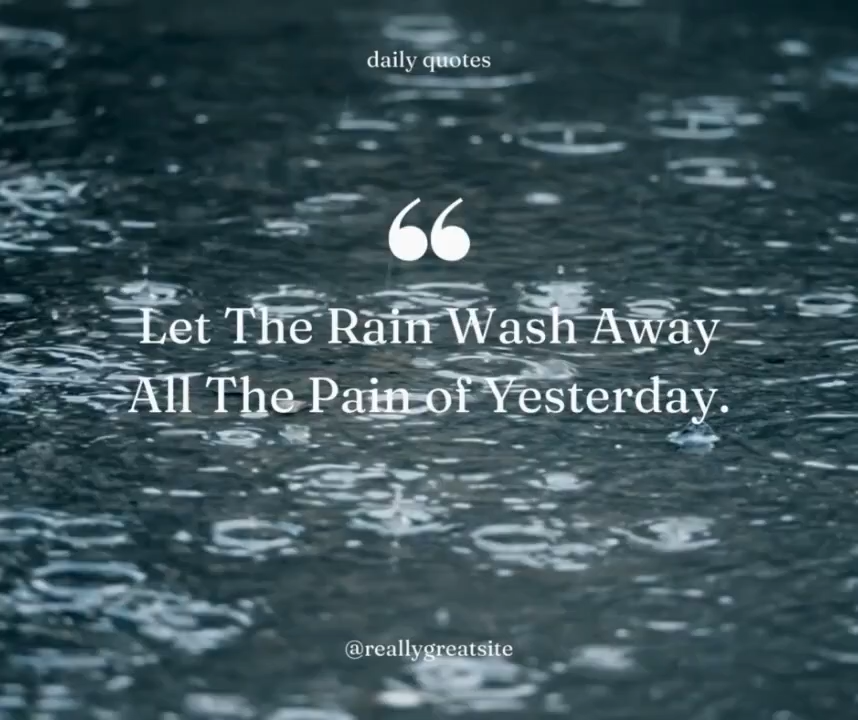 daily quotes
“
Let The Rain Wash Away
All The Pain of Yesterday.
@reallygreatsite